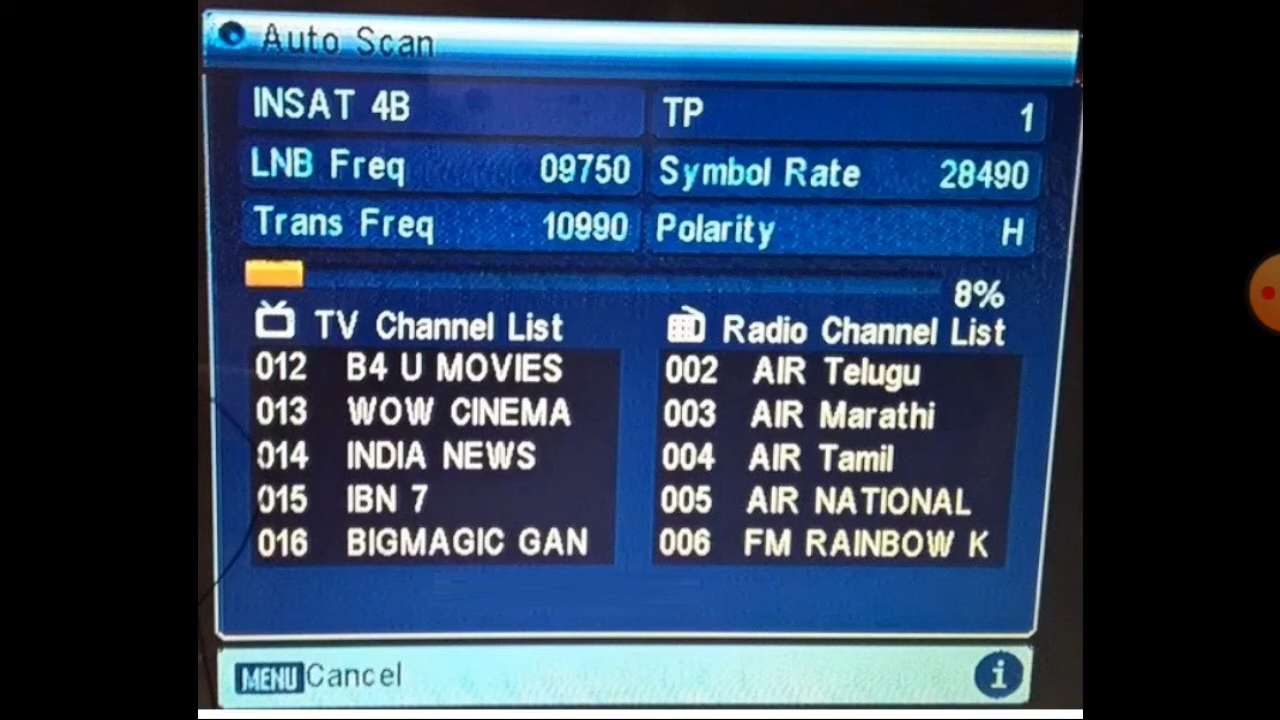 Auto Scan
INSAT 4B
TP 1
LNB Freq 09750
Symbol Rate 28490
Trans Freq 10990
Polarity H
8%
TV Channel List
012 B4 U MOVIES
013 WOW CINEMA
014 INDIA NEWS
015 IBN 7
016 BIGMAGIC GAN
Radio Channel List
002 AIR Telugu
003 AIR Marathi
004 AIR Tamil
005 AIR NATIONAL
006 FM RAINBOW K
MENU Cancel
i